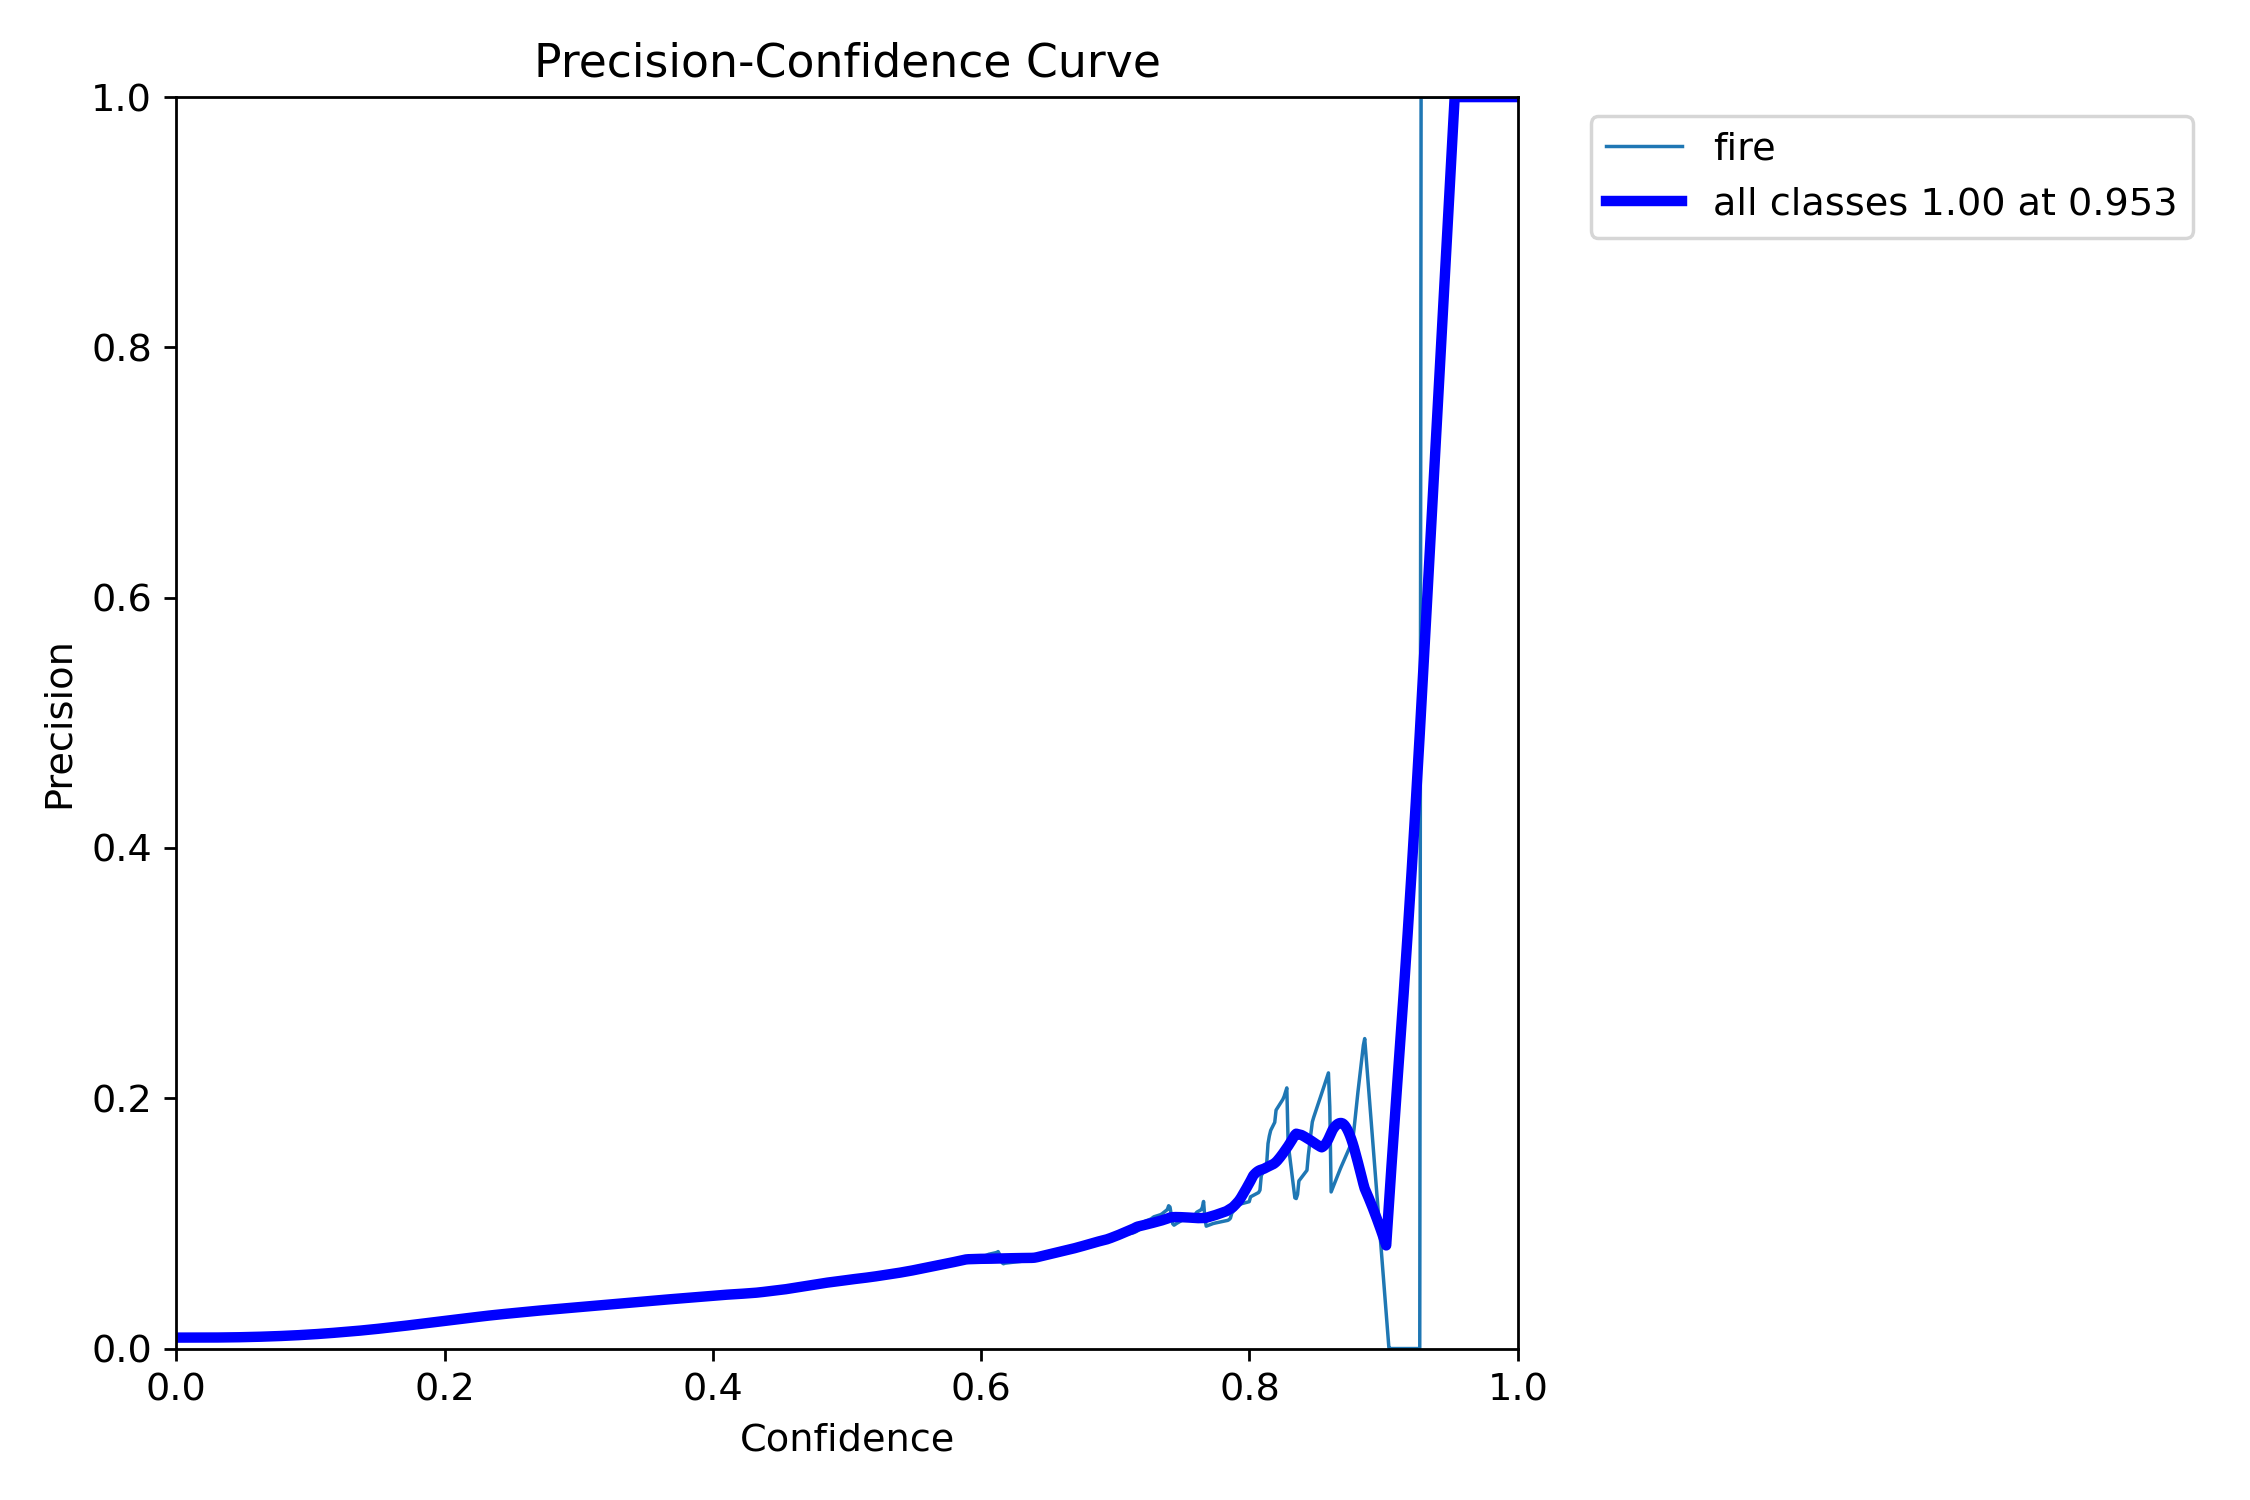 Precision-Confidence Curve
1.0
0.8
0.6
0.4
0.2
0.0
Precision
0.0 0.2 0.4 0.6 0.8 1.0
Confidence
fire
all classes 1.00 at 0.953